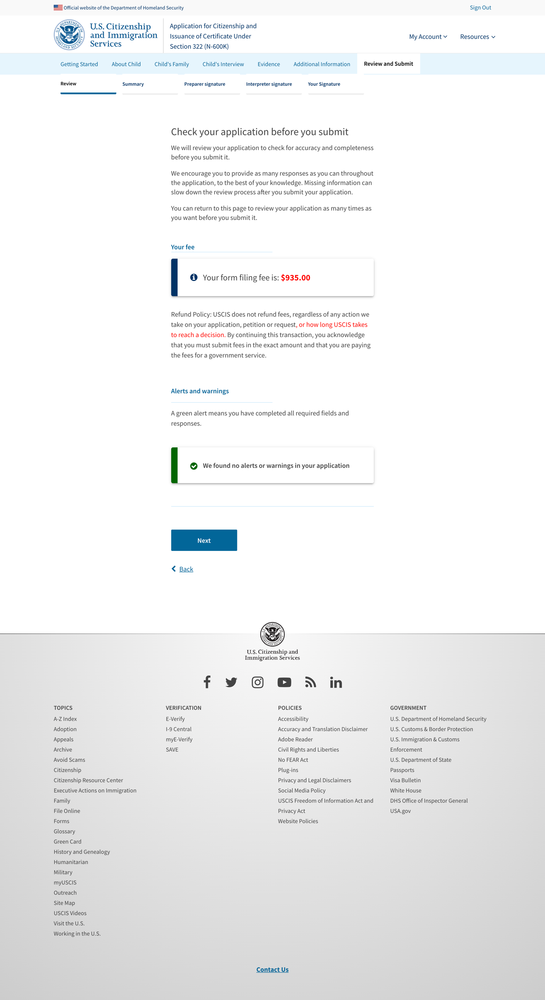 Official website of the Department of Homeland Security
Sign Out
U.S. Citizenship
and Immigration
Services
Application for Citizenship and
Issuance of Certificate Under
Section 322 (N-600K)
My Account
Resources
Getting Started
About Child
Child's Family
Child's Interview
Evidence
Additional Information
Review and Submit
Review
Summary
Preparer signature
Interpreter signature
Your Signature
Check your application before you submit
We will review your application to check for accuracy and completeness
before you submit it.
We encourage you to provide as many responses as you can throughout
the application, to the best of your knowledge. Missing information can
slow down the review process after you submit your application.
You can return to this page to review your application as many times as
you want before you submit it.
Your fee
Your form filing fee is: $935.00
Refund Policy: USCIS does not refund fees, regardless of any action we
take on your application, petition or request, or how long USCIS takes
to reach a decision. By continuing this transaction, you acknowledge
that you must submit fees in the exact amount and that you are paying
the fees for a government service.
Alerts and warnings
A green alert means you have completed all required fields and
responses.
We found no alerts or warnings in your application
Next
Back
U.S. Citizenship and
Immigration Services
TOPICS
A-Z Index
Adoption
Appeals
Archive
Avoid Scams
Citizenship
Citizenship Resource Center
Executive Actions on Immigration
Family
File Online
Forms
Glossary
Green Card
History and Genealogy
Humanitarian
Military
myUSCIS
Outreach
Site Map
USCIS Videos
Visit the U.S.
Working in the U.S.
VERIFICATION
E-Verify
I-9 Central
myE-Verify
SAVE
POLICIES
Accessibility
Accuracy and Translation Disclaimer
Adobe Reader
Civil Rights and Liberties
No FEAR Act
Plug-ins
Privacy and Legal Disclaimers
Social Media Policy
USCIS Freedom of Information Act and
Privacy Act
Website Policies
GOVERNMENT
U.S. Department of Homeland Security
U.S. Customs & Border Protection
U.S. Immigration & Customs
Enforcement
U.S. Department of State
Passports
Visa Bulletin
White House
DHS Office of Inspector General
USA.gov
Contact Us